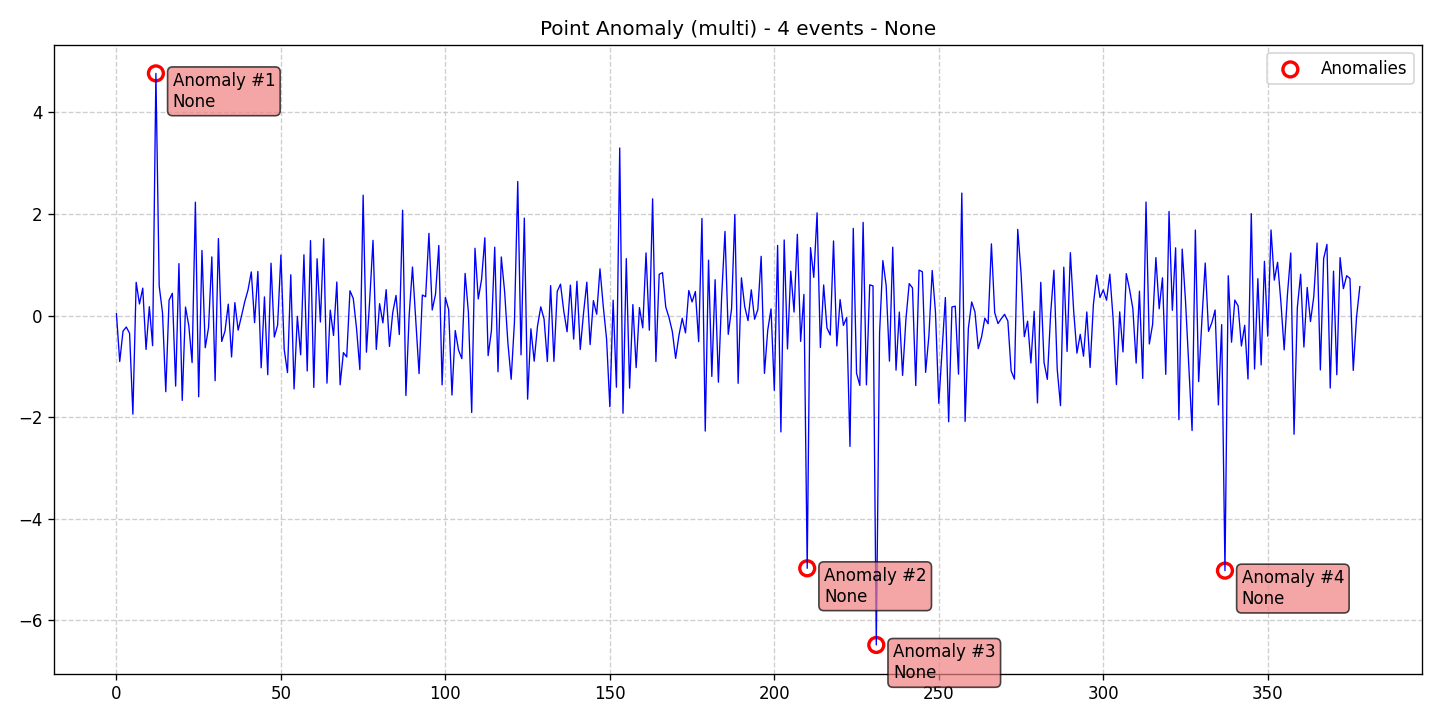 Point Anomaly (multi) - 4 events - None
Anomalies
Anomaly #1
None
Anomaly #2
None
Anomaly #3
None
Anomaly #4
None
4
2
0
−2
−4
−6
0
50
100
150
200
250
300
350